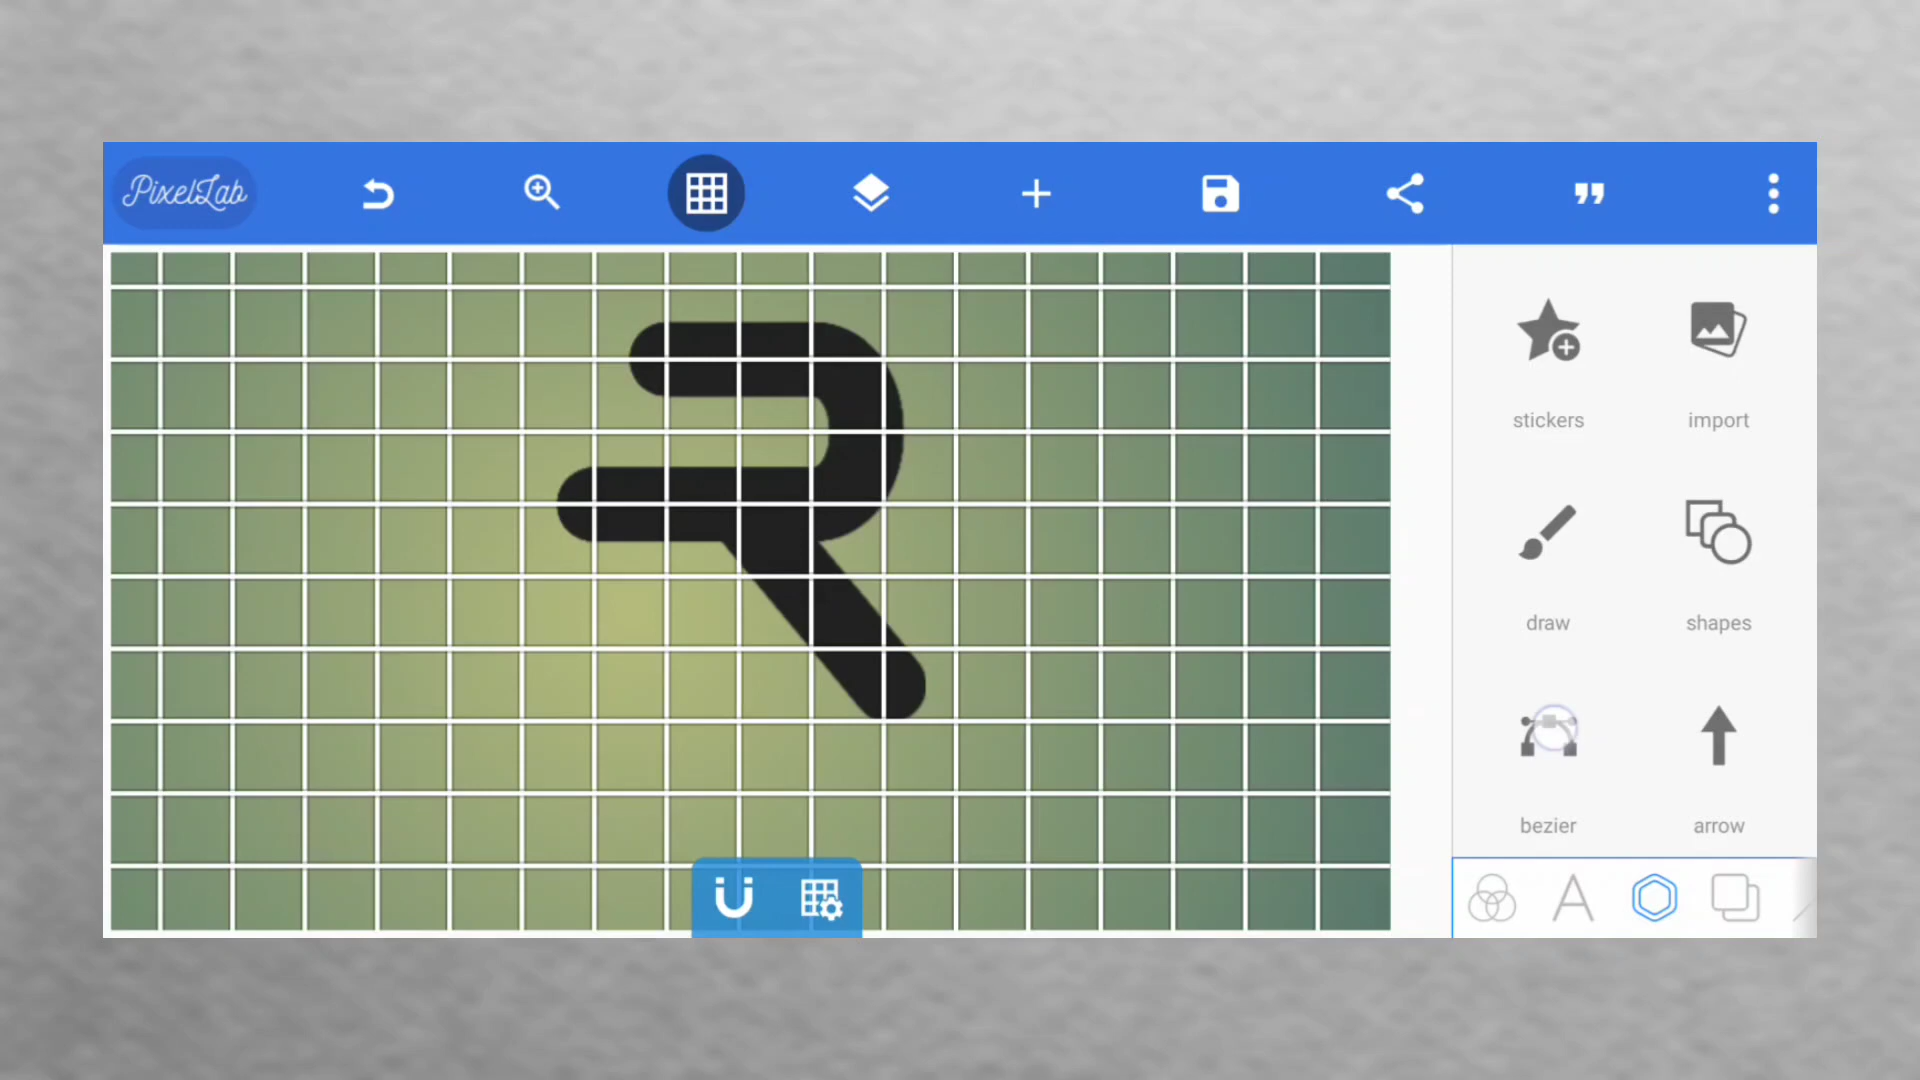 PixelLab
stickers
import
draw
shapes
bezier
arrow